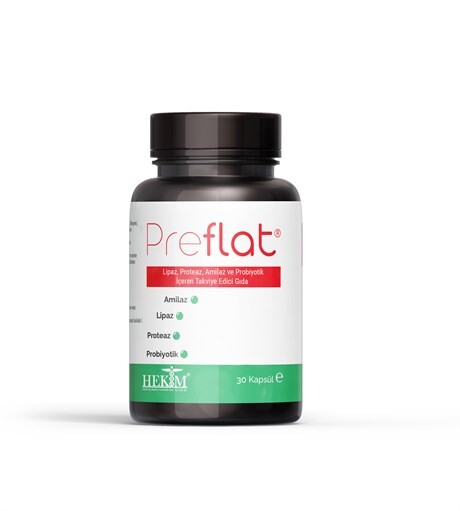 Preflat®
Lipaz, Proteaz, Amilaz ve Probiyotik
İçeren Takviye Edici Gıda
Amilaz
Lipaz
Proteaz
Probiyotik
HEKİM®
30 Kapsül ℮